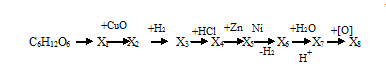 +CuO +H₂ +HCl +Zn Ni +H₂O +[O]
C₆H₁₂O₆ → X₁ → X₂ → X₃ → X₄ → X₅ → X₆ → X₇ → X₈
-H₂ H⁺